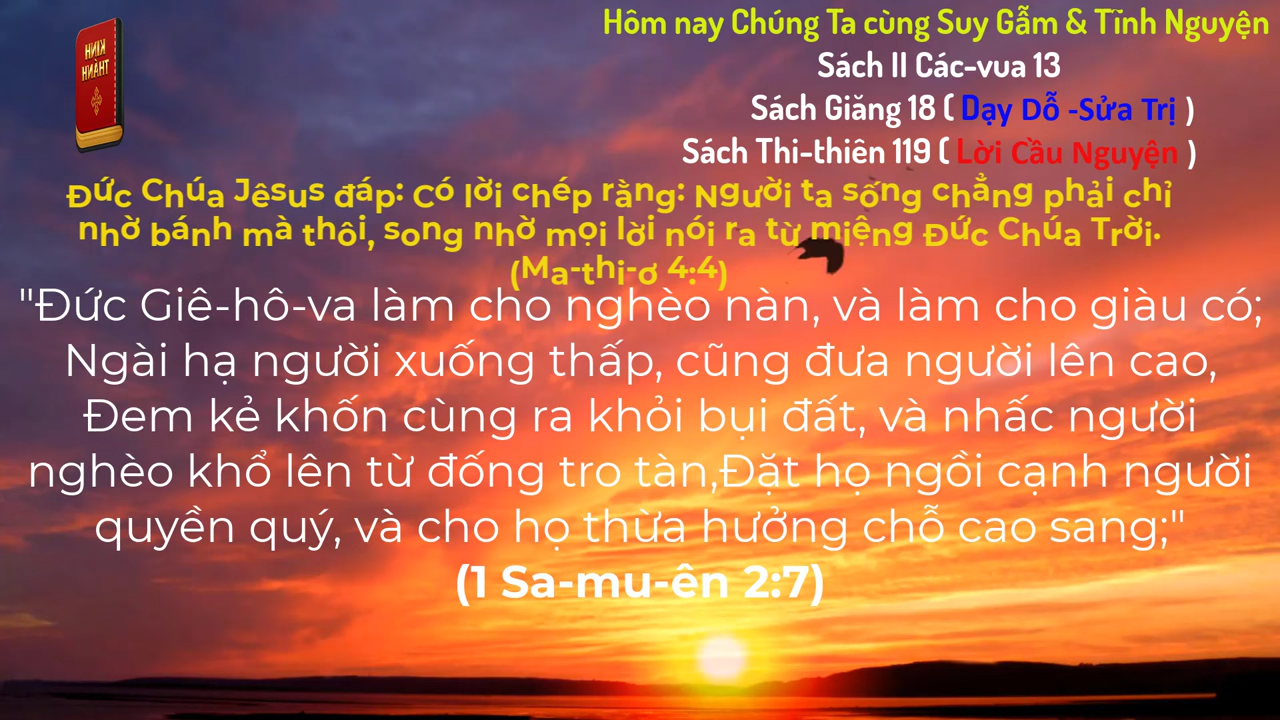 KINH
THÁNH
Hôm nay Chúng Ta cùng Suy Gẫm & Tĩnh Nguyện
Sách II Các-vua 13
Sách Giăng 18 ( Dạy Dỗ -Sửa Trị )
Sách Thi-thiên 119 ( Lời Cầu Nguyện )
Đức Chúa Jêsus đáp: Có lời chép rằng: Người ta sống chẳng phải chỉ
nhờ bánh mà thôi, song nhờ mọi lời nói ra từ miệng Đức Chúa Trời.
(Ma-thi-ơ 4:4)
"Đức Giê-hô-va làm cho nghèo nàn, và làm cho giàu có;
Ngài hạ người xuống thấp, cũng đưa người lên cao,
Đem kẻ khốn cùng ra khỏi bụi đất, và nhấc người
nghèo khổ lên từ đống tro tàn,Đặt họ ngồi cạnh người
quyền quý, và cho họ thừa hưởng chỗ cao sang;"
(1 Sa-mu-ên 2:7)